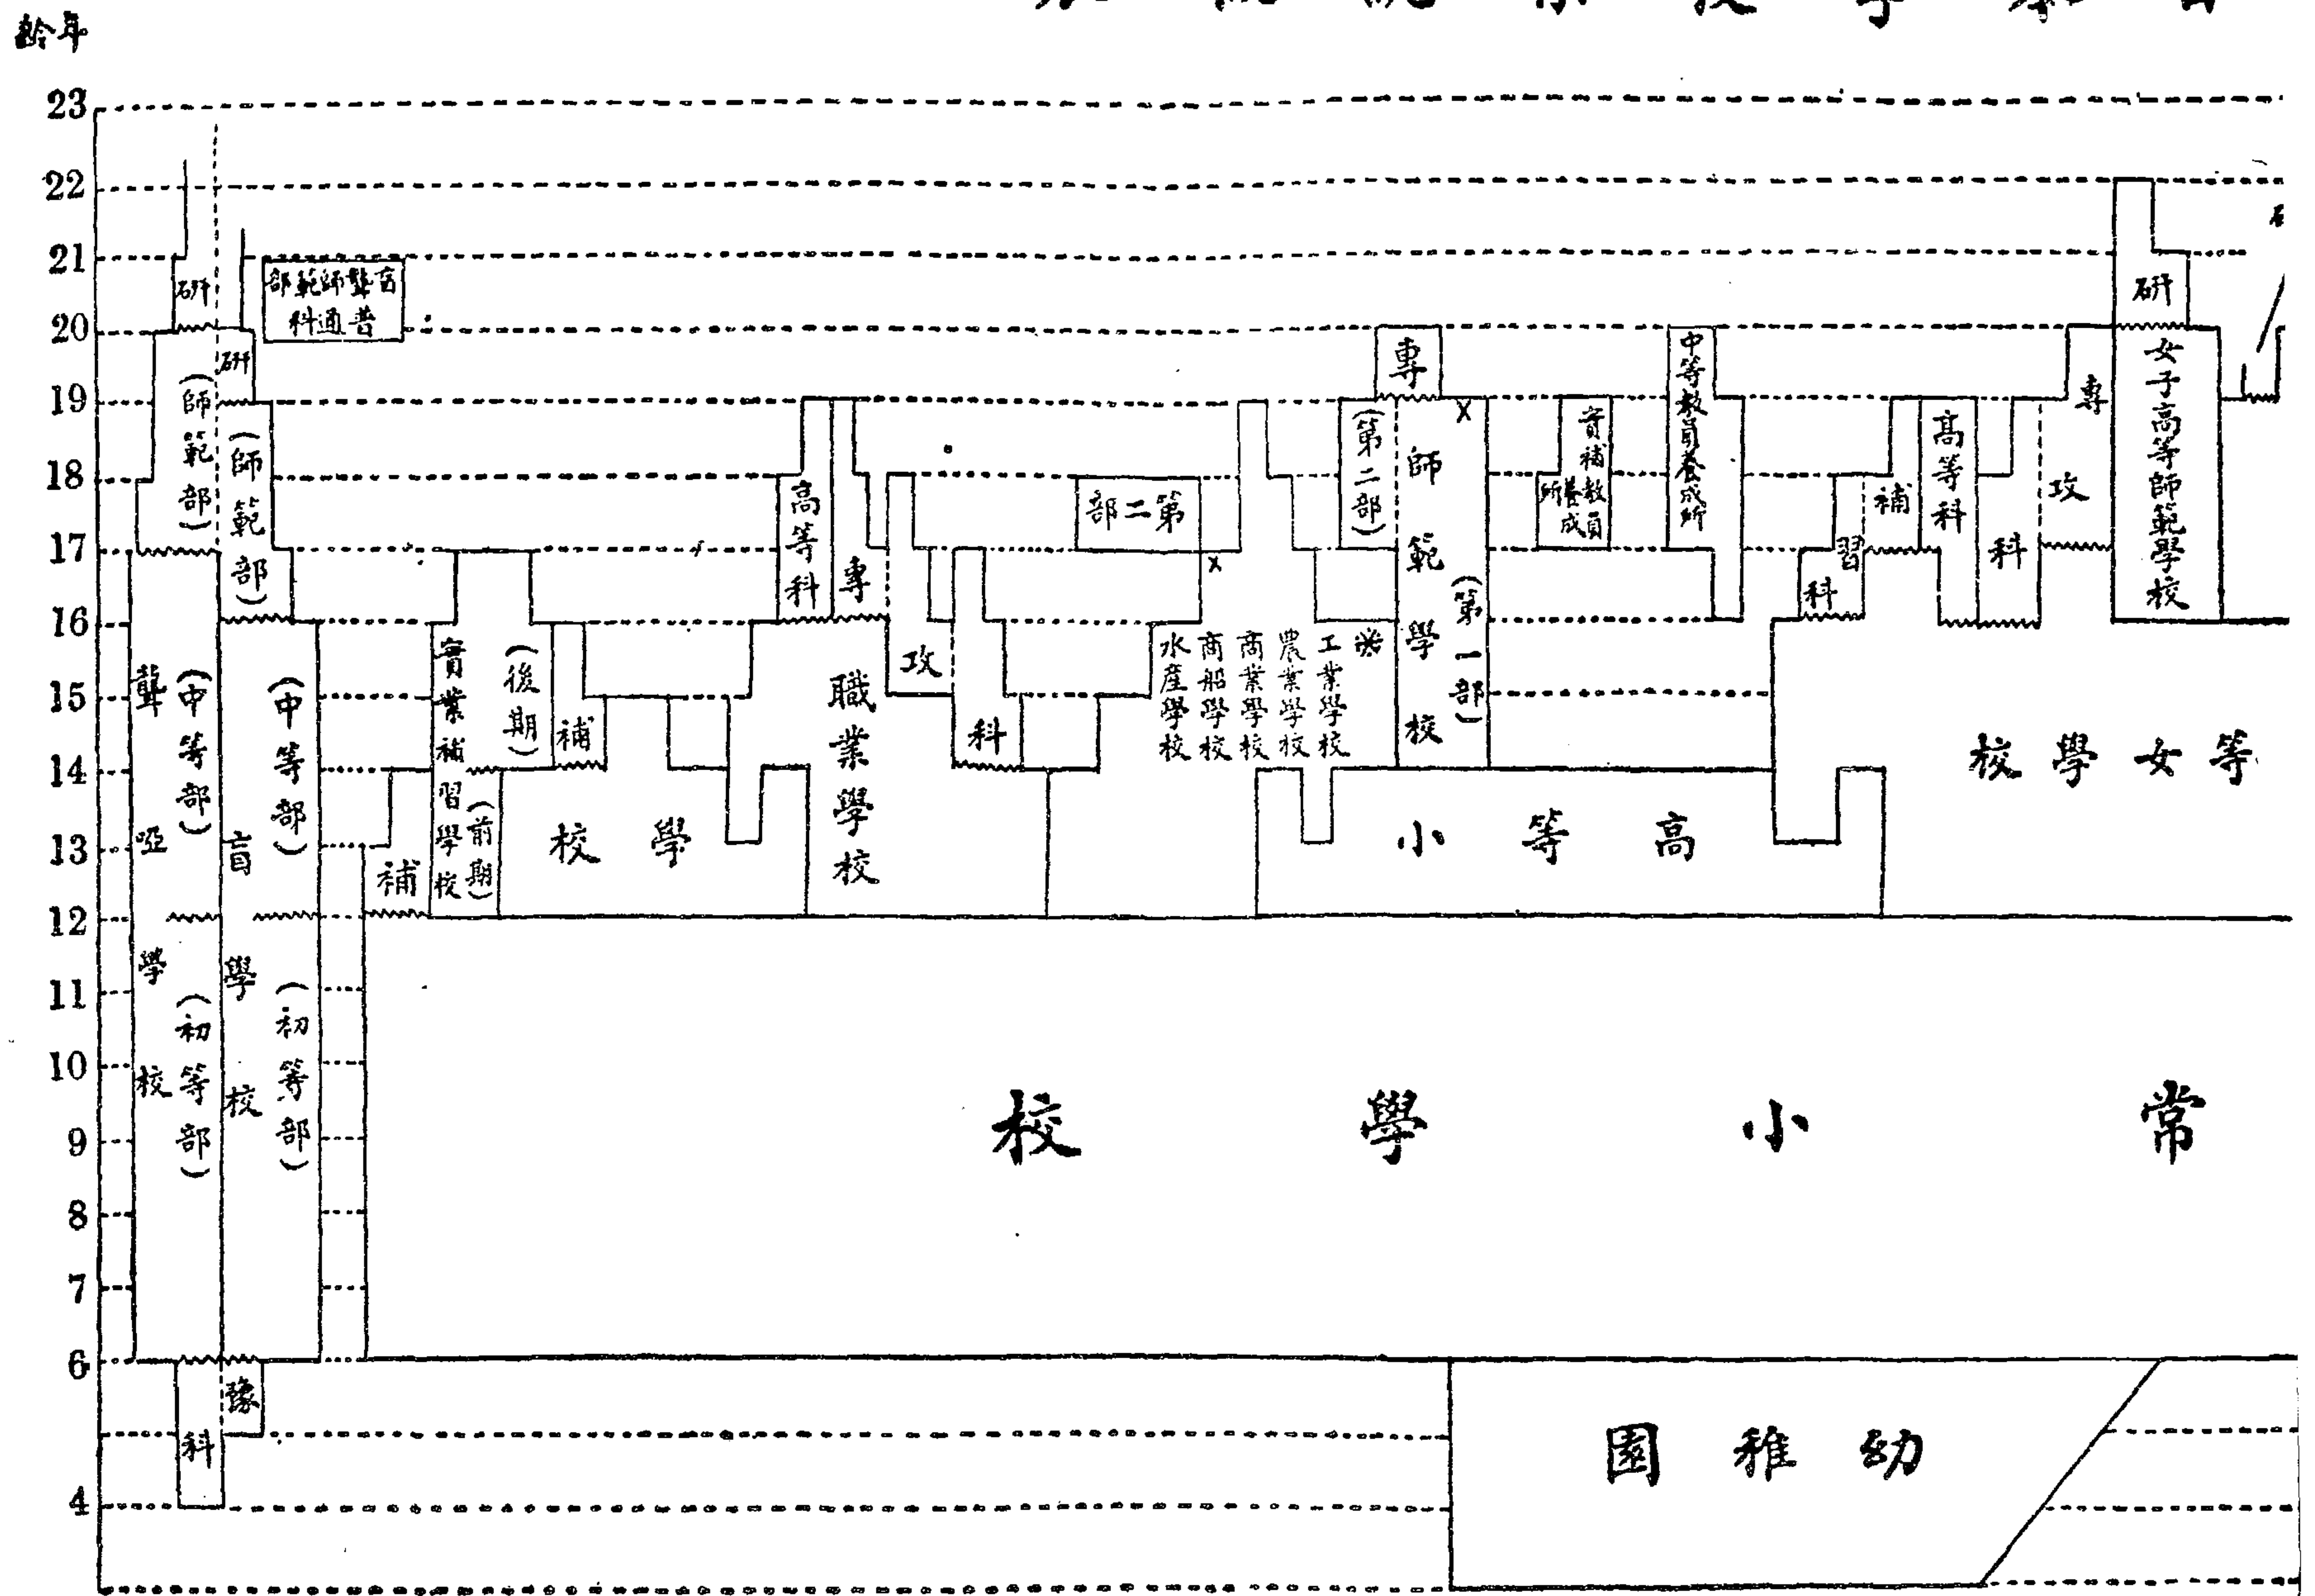 年齡
23
22
21
20
19
18
17
16
15
14
13
12
11
10
9
8
7
6
4
研
研
盲聾師範部
普通科
(師範部)
(師範部)
聾啞學校
(中等部)
(初等部)
盲學校
(中等部)
(初等部)
豫
科
補
實業補習學校
(前期)
(後期)
補
高等小
學校
高等科
專
攻
科
職業學校
第二部
水產學校
商船學校
商業學校
農業學校
工業學校
※
x
專
(第二部)
師範學校
(第一部)
x
實補教員
養成所
中等教員養成所
補
習
科
高等科
專
攻
科
研
女子高等師範學校
等女學校
常小學校
幼稚園